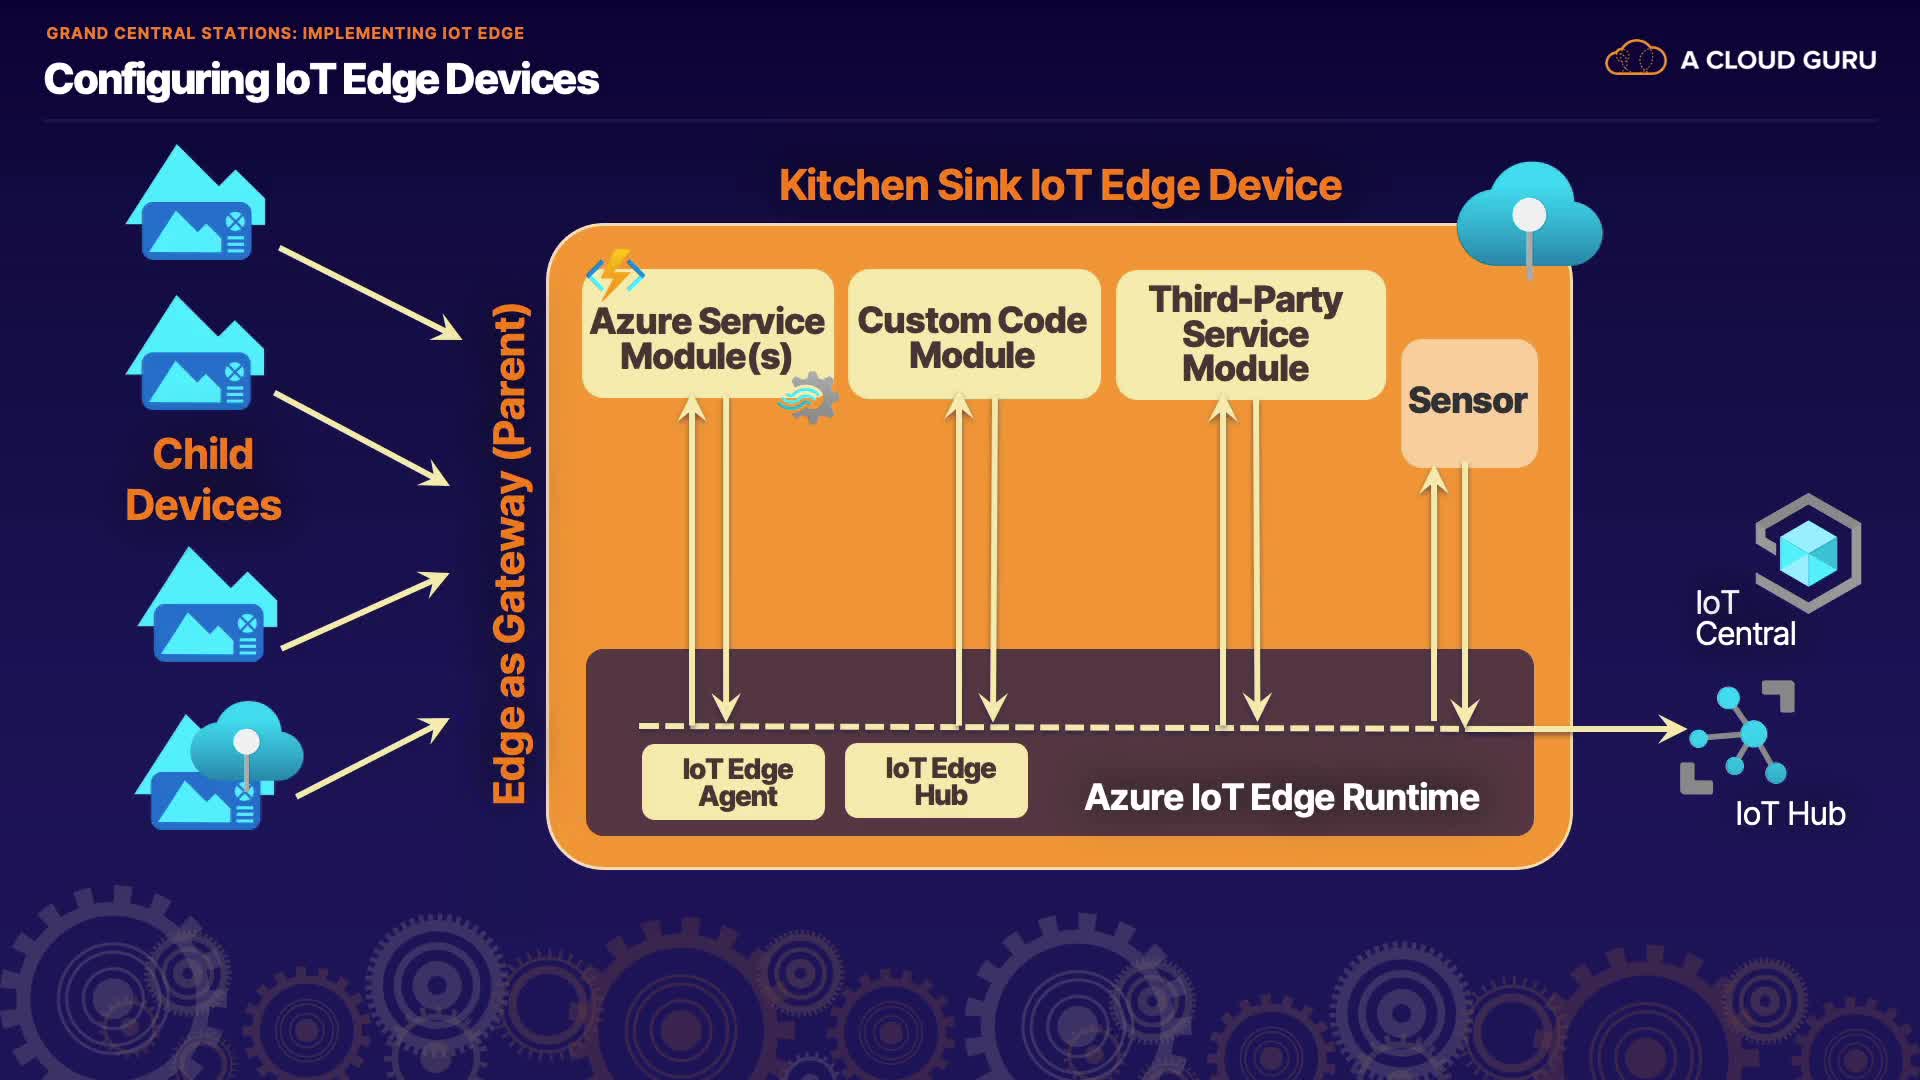 GRAND CENTRAL STATIONS: IMPLEMENTING IOT EDGE
Configuring IoT Edge Devices
A CLOUD GURU
Kitchen Sink IoT Edge Device
Child
Devices
Edge as Gateway (Parent)
Azure Service
Module(s)
Custom Code
Module
Third-Party
Service
Module
Sensor
IoT Edge
Agent
IoT Edge
Hub
Azure IoT Edge Runtime
IoT
Central
IoT Hub